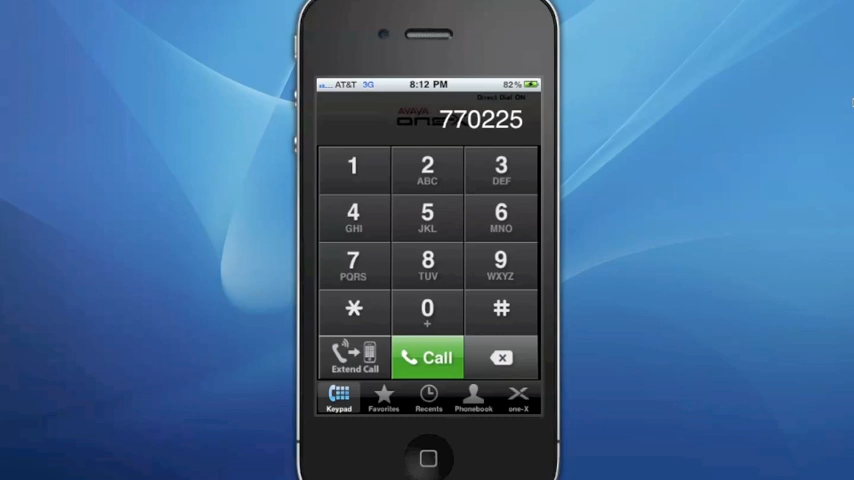 AT&T 3G 8:12 PM 82%
Direct Dial ON
AVAYA
770225
1 2 3
ABC DEF
4 5 6
GHI JKL MNO
7 8 9
PQRS TUV WXYZ
* 0 #
+
Extend Call Call
Keypad Favorites Recents Phonebook one-X